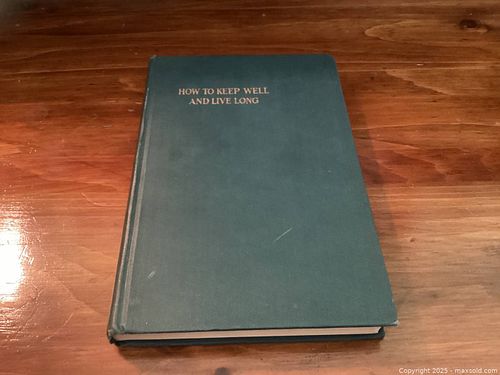 HOW TO KEEP WELL
AND LIVE LONG
Copyright 2025 - maxsold.com